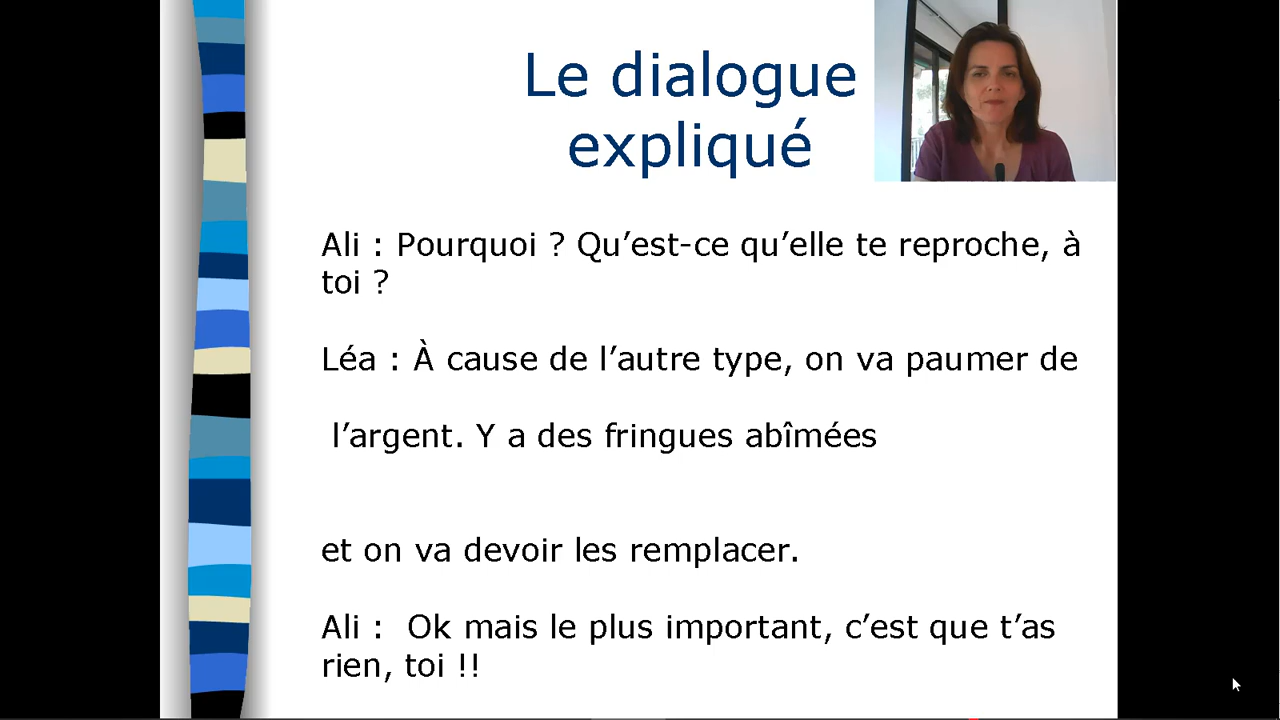 Le dialogue
expliqué
Ali : Pourquoi ? Qu’est-ce qu’elle te reproche, à
toi ?
Léa : À cause de l’autre type, on va paumer de
l’argent. Y a des fringues abîmées
et on va devoir les remplacer.
Ali :  Ok mais le plus important, c’est que t’as
rien, toi !!